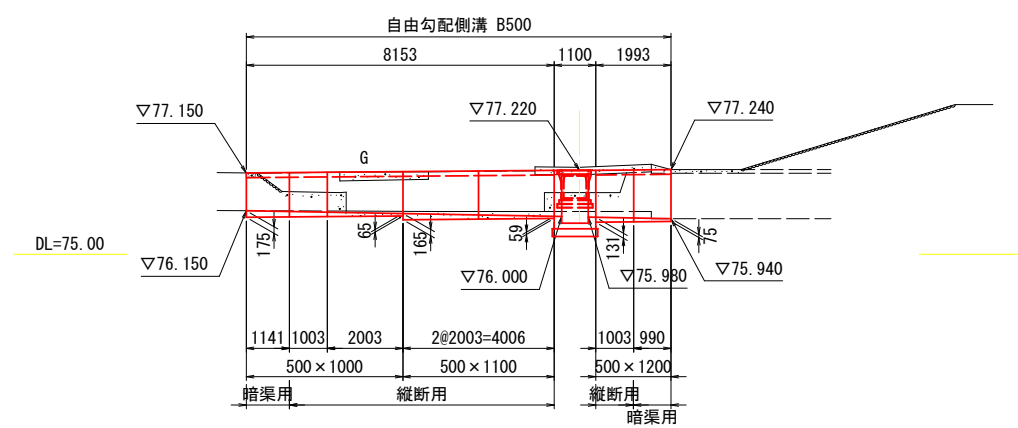 自由勾配側溝 B500
8153 1100 1993
▽77.150 ▽77.220 ▽77.240
G
175 65 165 59 131 75
DL=75.00
▽76.150 ▽76.000 ▽75.980 ▽75.940
1141 1003 2003 2@2003=4006 1003 990
500×1000 500×1100 500×1200
暗渠用 縦断用 縦断用
暗渠用